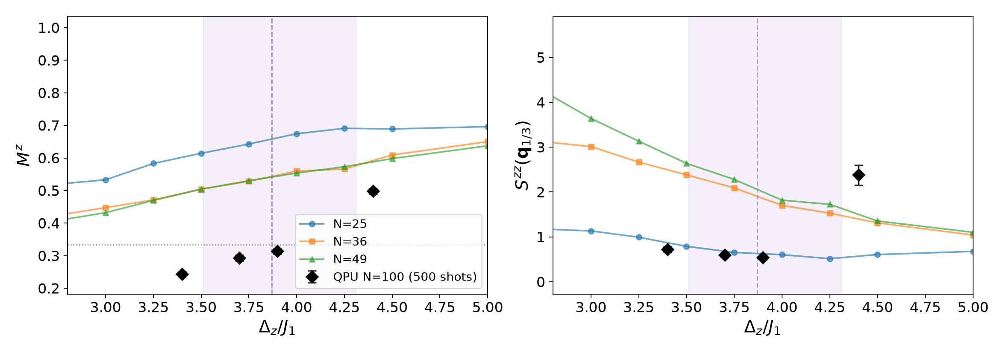 1.0
0.9
0.8
0.7
0.6
0.5
0.4
0.3
0.2
M^z
3.00 3.25 3.50 3.75 4.00 4.25 4.50 4.75 5.00
Δ_z/J_1
N=25
N=36
N=49
QPU N=100 (500 shots)
5
4
3
2
1
0
S^{zz}(q_{1/3})
3.00 3.25 3.50 3.75 4.00 4.25 4.50 4.75 5.00
Δ_z/J_1